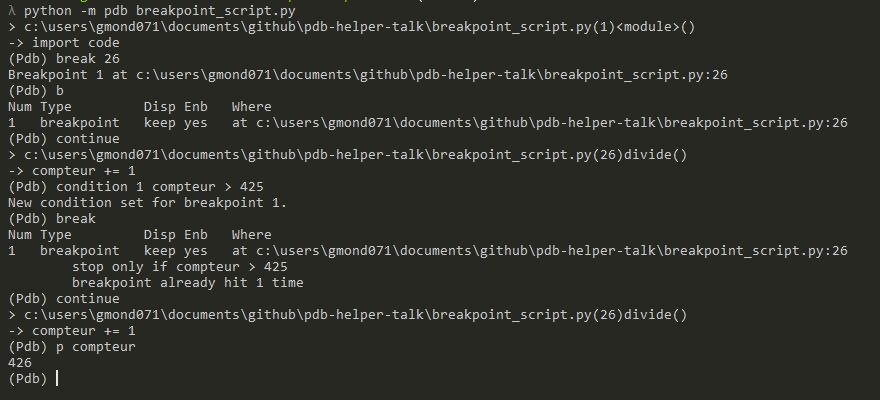 λ python -m pdb breakpoint_script.py
> c:\users\gmond071\documents\github\pdb-helper-talk\breakpoint_script.py(1)<module>()
-> import code
(Pdb) break 26
Breakpoint 1 at c:\users\gmond071\documents\github\pdb-helper-talk\breakpoint_script.py:26
(Pdb) b
Num Type         Disp Enb   Where
1   breakpoint   keep yes   at c:\users\gmond071\documents\github\pdb-helper-talk\breakpoint_script.py:26
(Pdb) continue
> c:\users\gmond071\documents\github\pdb-helper-talk\breakpoint_script.py(26)divide()
-> compteur += 1
(Pdb) condition 1 compteur > 425
New condition set for breakpoint 1.
(Pdb) break
Num Type         Disp Enb   Where
1   breakpoint   keep yes   at c:\users\gmond071\documents\github\pdb-helper-talk\breakpoint_script.py:26
        stop only if compteur > 425
        breakpoint already hit 1 time
(Pdb) continue
> c:\users\gmond071\documents\github\pdb-helper-talk\breakpoint_script.py(26)divide()
-> compteur += 1
(Pdb) p compteur
426
(Pdb)